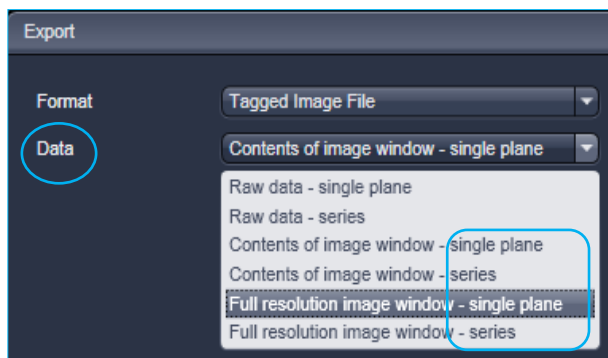 Export
Format Tagged Image File
Data Contents of image window - single plane
Raw data - single plane
Raw data - series
Contents of image window - single plane
Contents of image window - series
Full resolution image window - single plane
Full resolution image window - series